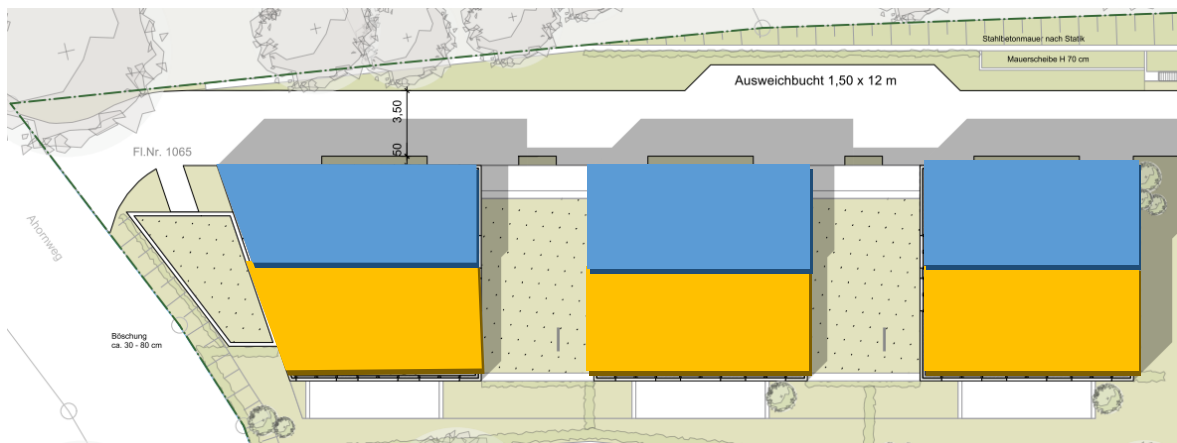 Stahlbetonmauer nach Statik
Mauerscheibe H 70 cm
Ausweichbucht 1,50 x 12 m
3,50
50
Fl.Nr. 1065
Ahornweg
Böschung
ca. 30 - 80 cm